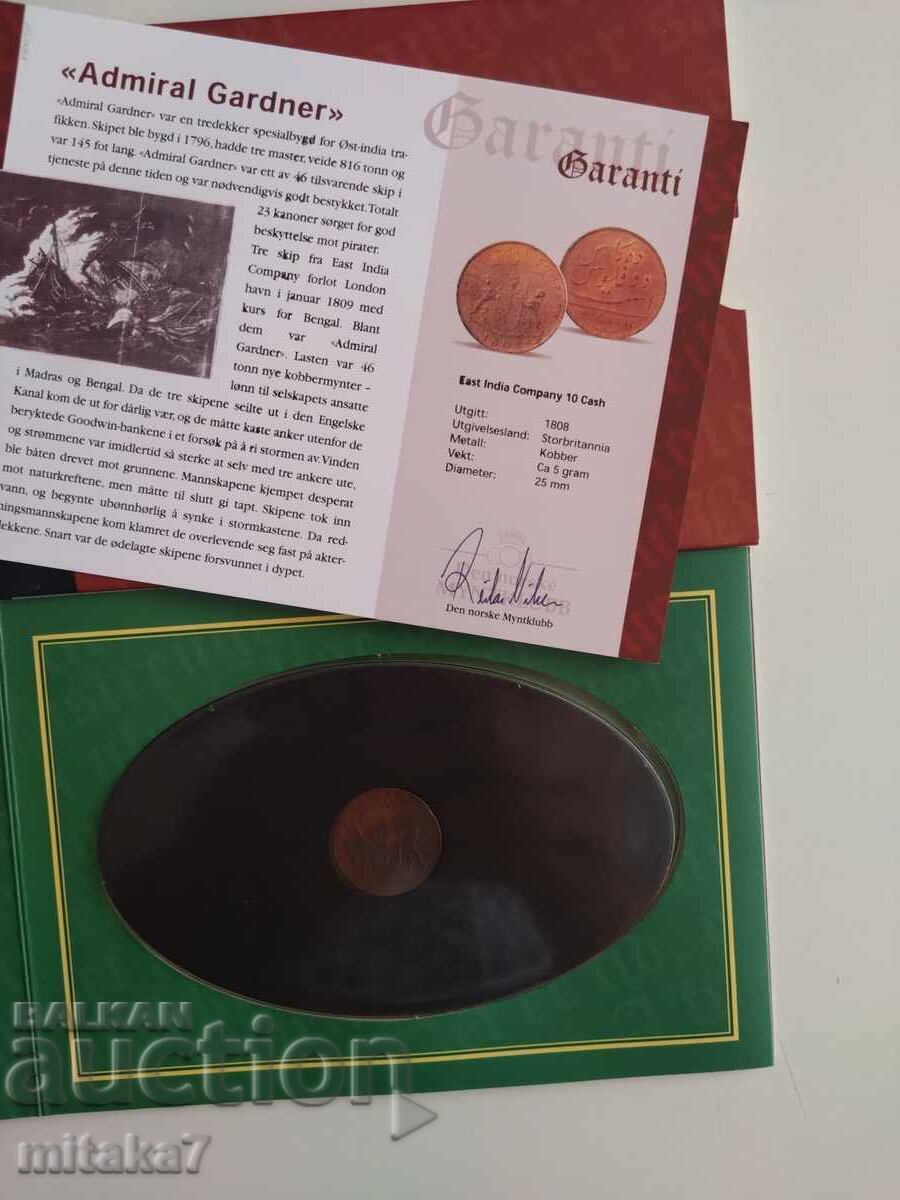 «Admiral Gardner»
«Admiral Gardner» var en tredekker spesialbygd for Øst-india tra-
fikken. Skipet ble bygd i 1796, hadde tre master, veide 816 tonn og
var 145 fot lang. «Admiral Gardner» var ett av 46 tilsvarende skip i
tjeneste på denne tiden og var nødvendigvis godt bestykket. Totalt
23 kanoner sørget for god
beskyttelse mot pirater.
Tre skip fra East India
Company forlot London
havn i januar 1809 med
kurs for Bengal. Blant
dem var «Admiral
Gardner». Lasten var 46
tonn nye kobbermynter –
lønn til selskapets ansatte
i Madras og Bengal. Da de tre skipene seilte ut i den Engelske
Kanal kom de ut for dårlig vær, og de måtte kaste anker utenfor de
beryktede Goodwin-bankene i et forsøk på å ri stormen av. Vinden
og strømmene var imidlertid så sterke at selv med tre ankere ute,
ble båten drevet mot grunnene. Mannskapene kjempet desperat
mot naturkreftene, men måtte til slutt gi tapt. Skipene tok inn
vann, og begynte ubønnhørlig å synke i stormkastene. Da red-
ningsmannskapene kom klamret de overlevende seg fast på akter-
dekkene. Snart var de ødelagte skipene forsvunnet i dypet.
Garanti
Garanti
East India Company 10 Cash
Utgitt: 1808
Utgivelsesland: Storbritannia
Metall: Kobber
Vekt: Ca 5 gram
Diameter: 25 mm
Den norske Myntklubb
BALKAN
auction
mitaka7